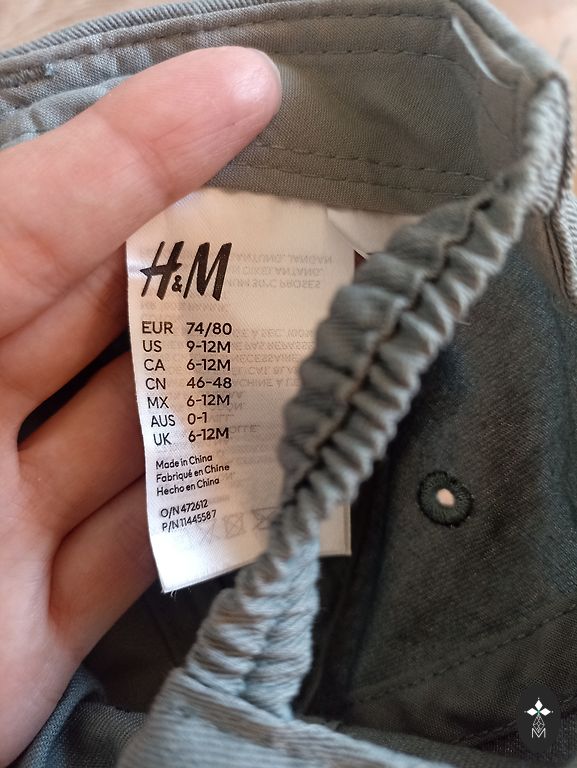 H&M
EUR 74/80
US 9-12M
CA 6-12M
CN 46-48
MX 6-12M
AUS 0-1
UK 6-12M
Made in China
Fabriqué en Chine
Hecho en China
O/N 472612
P/N 11445587